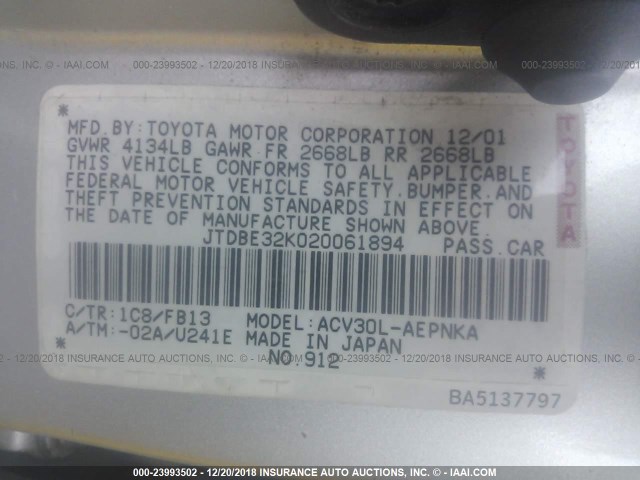 AUCTIONS, INC. - © IAAI.COM 000-23993502 - 12/20/2018 - INSURANCE AUTO AUCTIONS, INC. - © IAAI.COM 000-23993502 - 12/20/2018
MFD.BY:TOYOTA MOTOR CORPORATION 12/01
GVWR 4134LB GAWR FR 2668LB RR 2668LB
THIS VEHICLE CONFORMS TO ALL APPLICABLE
FEDERAL MOTOR VEHICLE SAFETY.BUMPER.AND
THEFT PREVENTION STANDARDS IN EFFECT ON
THE DATE OF MANUFACTURE SHOWN ABOVE.
JTDBE32K020061894 PASS.CAR
TOYOTA
C/TR:1C8/FB13 MODEL:ACV30L-AEPNKA
A/TM:-02A/U241E MADE IN JAPAN
NO.912
BA5137797
000-23993502 - 12/20/2018 - INSURANCE AUTO AUCTIONS, INC. - © IAAI.COM